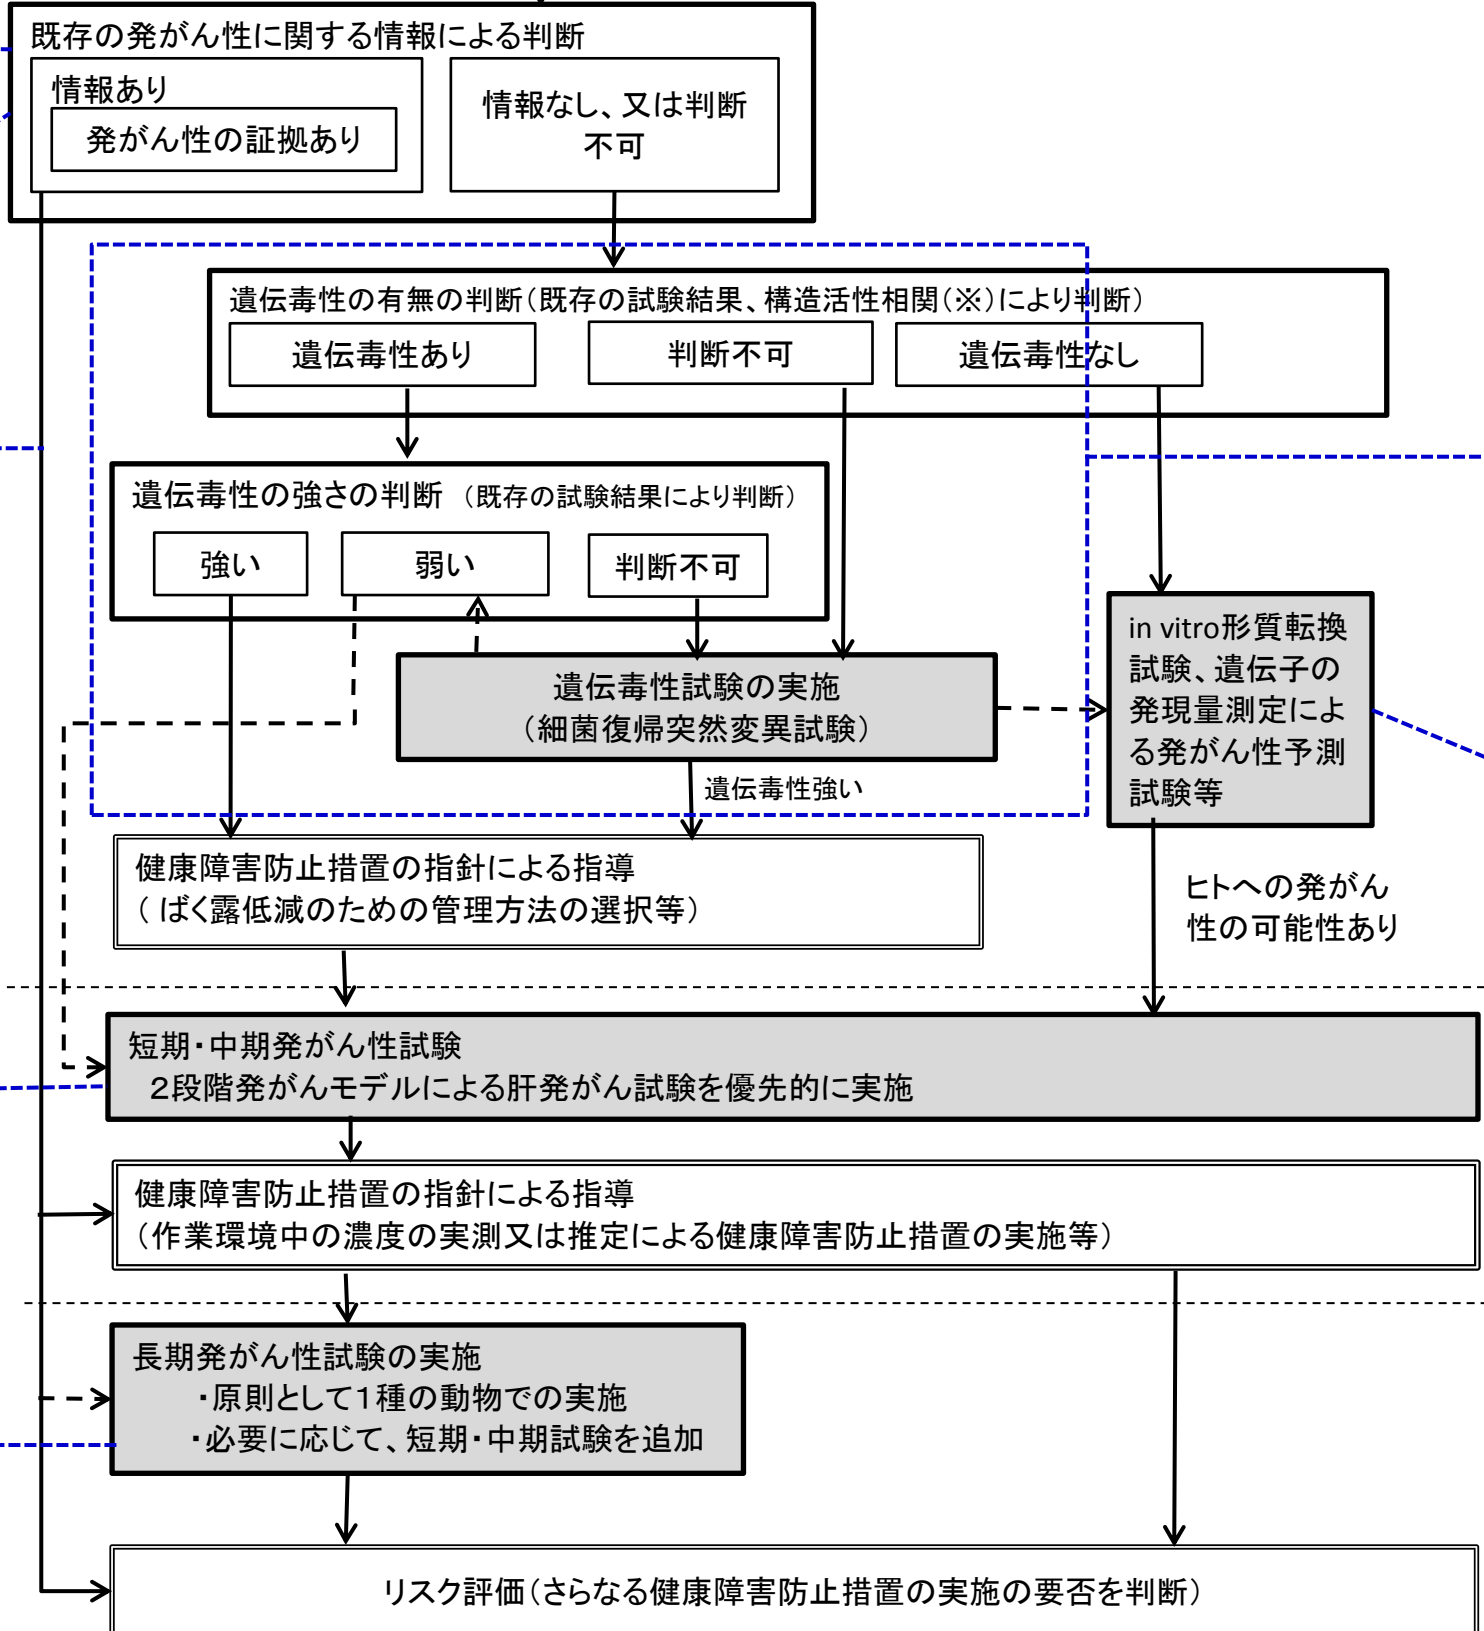 既存の発がん性に関する情報による判断
情報あり
発がん性の証拠あり
情報なし、又は判断
不可
遺伝毒性の有無の判断（既存の試験結果、構造活性相関（※）により判断）
遺伝毒性あり
判断不可
遺伝毒性なし
遺伝毒性の強さの判断 （既存の試験結果により判断）
強い
弱い
判断不可
in vitro形質転換
試験、遺伝子の
発現量測定によ
る発がん性予測
試験等
遺伝毒性試験の実施
（細菌復帰突然変異試験）
遺伝毒性強い
健康障害防止措置の指針による指導
（ ばく露低減のための管理方法の選択等）
ヒトへの発がん
性の可能性あり
短期・中期発がん性試験
２段階発がんモデルによる肝発がん試験を優先的に実施
健康障害防止措置の指針による指導
（作業環境中の濃度の実測又は推定による健康障害防止措置の実施等）
長期発がん性試験の実施
・原則として１種の動物での実施
・必要に応じて、短期・中期試験を追加
リスク評価（さらなる健康障害防止措置の実施の要否を判断）